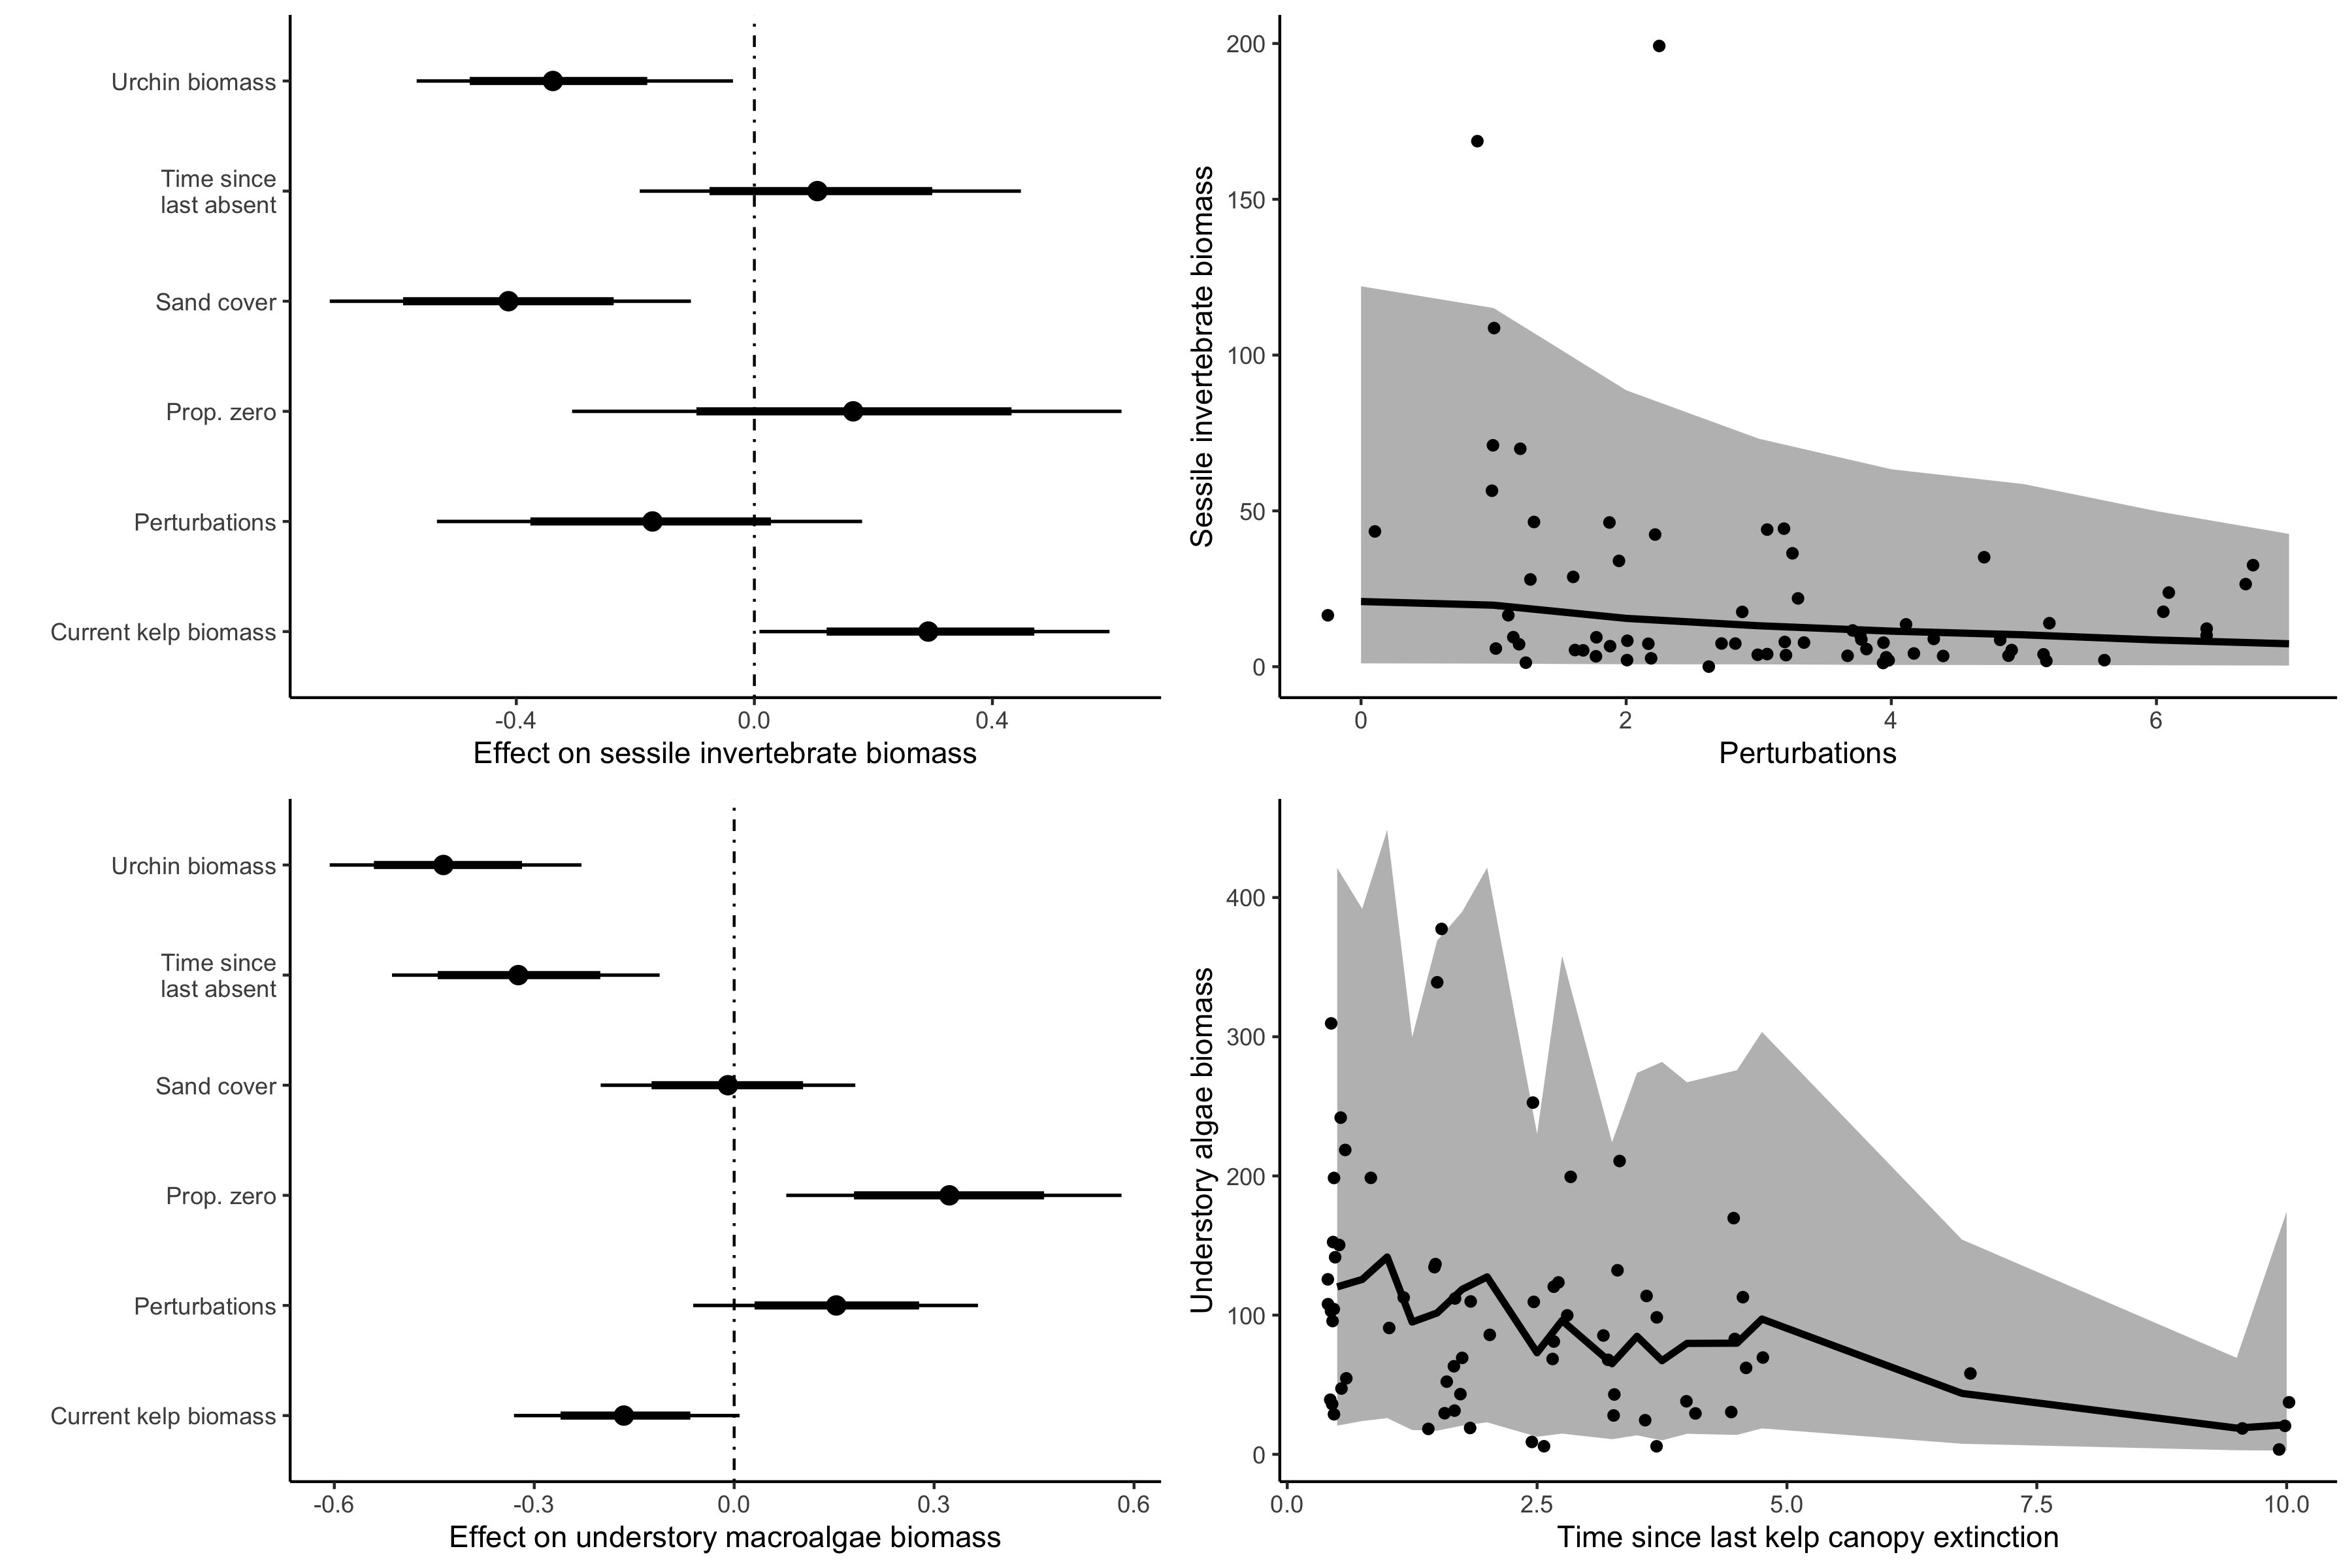 Urchin biomass
Time since
last absent
Sand cover
Prop. zero
Perturbations
Current kelp biomass
-0.4 0.0 0.4
Effect on sessile invertebrate biomass
Sessile invertebrate biomass
200
150
100
50
0
0 2 4 6
Perturbations
Urchin biomass
Time since
last absent
Sand cover
Prop. zero
Perturbations
Current kelp biomass
-0.6 -0.3 0.0 0.3 0.6
Effect on understory macroalgae biomass
Understory algae biomass
400
300
200
100
0
0.0 2.5 5.0 7.5 10.0
Time since last kelp canopy extinction